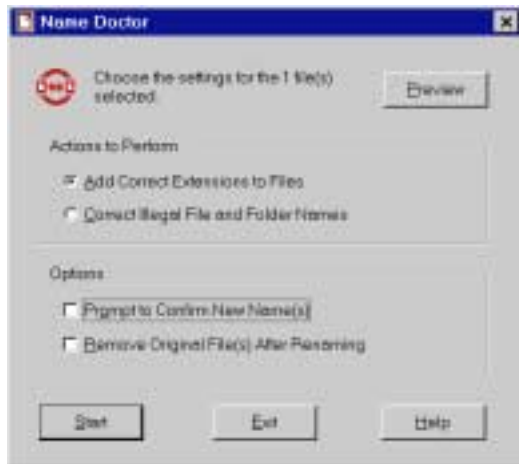 Name Doctor
Choose the settings for the 1 file(s)
selected.
Preview
Actions to Perform
Add Correct Extensions to Files
Correct Illegal File and Folder Names
Options
Prompt to Confirm New Name(s)
Remove Original File(s) After Renaming
Start
Exit
Help